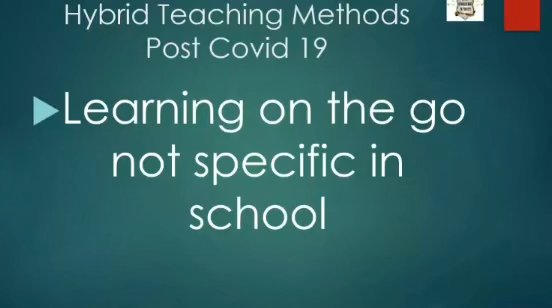 Hybrid Teaching Methods
Post Covid 19
Learning on the go
not specific in
school